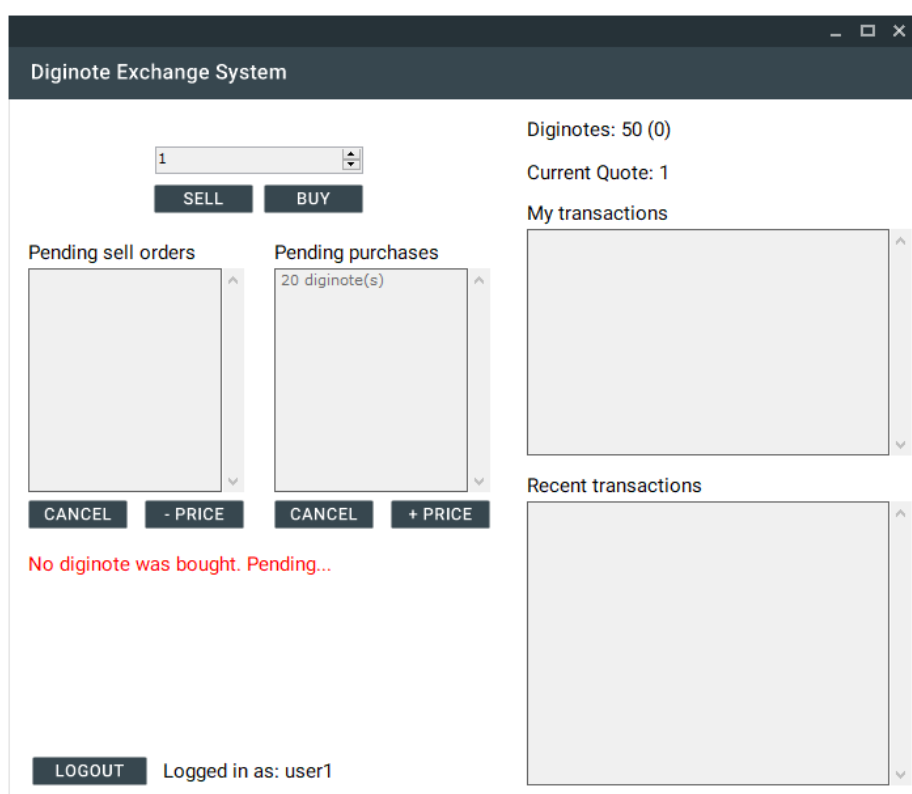 Diginote Exchange System
1
SELL
BUY
Pending sell orders
Pending purchases
20 diginote(s)
CANCEL
- PRICE
CANCEL
+ PRICE
No diginote was bought. Pending...
LOGOUT
Logged in as: user1
Diginotes: 50 (0)
Current Quote: 1
My transactions
Recent transactions